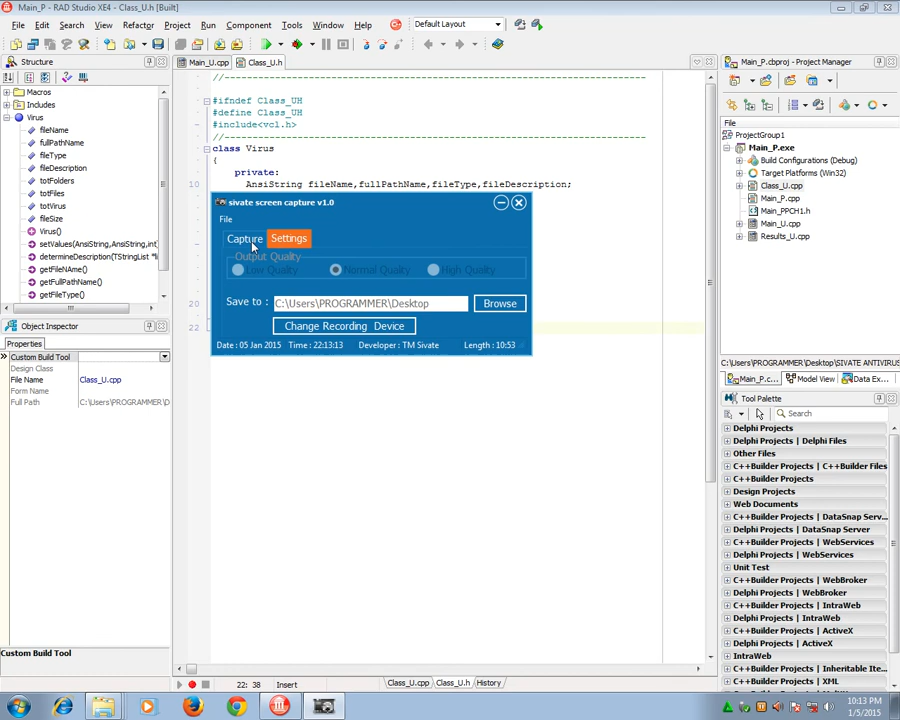 Main_P - RAD Studio XE4 - Class_U.h [Built]
File Edit Search View Refactor Project Run Component Tools Window Help Default Layout
Structure
Main_U.cpp Class_U.h
Macros
Includes
Virus
fileName
fullPathName
fileType
fileDescription
totFolders
totFiles
totVirus
fileSize
Virus()
setValues(AnsiString,AnsiString,int
determineDescription(TStringList *l
getFileNAme()
getFullPathName()
getFileType()
Object Inspector
Properties
Custom Build Tool
Design Class
File Name Class_U.cpp
Form Name
Full Path C:\Users\PROGRAMMER\D
Custom Build Tool
//
#ifndef Class_UH
#define Class_UH
#include<vcl.h>
//
class Virus
{
private:
10 AnsiString fileName,fullPathName,fileType,fileDescription;
20
22
sivate screen capture v1.0
File
Capture Settings
Output Quality
Low Quality Normal Quality High Quality
Save to : C:\Users\PROGRAMMER\Desktop Browse
Change Recording Device
Date : 05 Jan 2015 Time : 22:13:13 Developer : TM Sivate Length : 10:53
22: 38 Insert Class_U.cpp Class_U.h History
Main_P.cbproj - Project Manager
File
ProjectGroup1
Main_P.exe
Build Configurations (Debug)
Target Platforms (Win32)
Class_U.cpp
Main_P.cpp
Main_PPCH1.h
Main_U.cpp
Results_U.cpp
C:\Users\PROGRAMMER\Desktop\SIVATE ANTIVIRUS
Main_P.c... Model View Data Ex...
Tool Palette
Search
Delphi Projects
Delphi Projects | Delphi Files
Other Files
C++Builder Projects | C++Builder Files
C++Builder Projects
Design Projects
Web Documents
C++Builder Projects | DataSnap Serv...
Delphi Projects | DataSnap Server
C++Builder Projects | WebServices
Delphi Projects | WebServices
Unit Test
C++Builder Projects | WebBroker
Delphi Projects | WebBroker
C++Builder Projects | IntraWeb
Delphi Projects | IntraWeb
C++Builder Projects | ActiveX
Delphi Projects | ActiveX
IntraWeb
C++Builder Projects | Inheritable Ite...
C++Builder Projects | XML
10:13 PM
1/5/2015